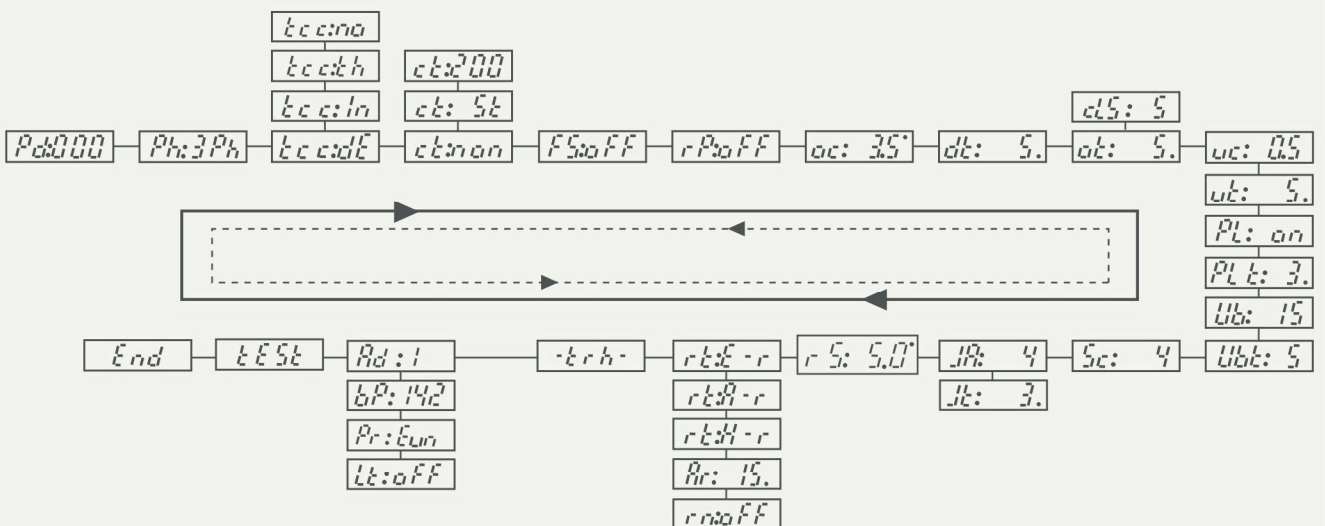 tcc:no
tcc:th
ct:200
tcc:In
ct: St
dS: 5
Pd:000
Ph:3Ph
tcc:dE
ct:non
FS:oFF
rP:oFF
oc: 3.5
dt: 5.
ot: 5.
uc: 0.5
ut: 5.
PL: on
PLt: 3.
Ub: 15
End
tESt
Ad:1
-trh-
rt:E-r
rS: 5.0
JA: 4
Sc: 4
Ubt: 5
bP:142
rt:A-r
Jt: 3.
Pr:Eun
rt:H-r
Lt:oFF
Ar: 15.
rn:oFF